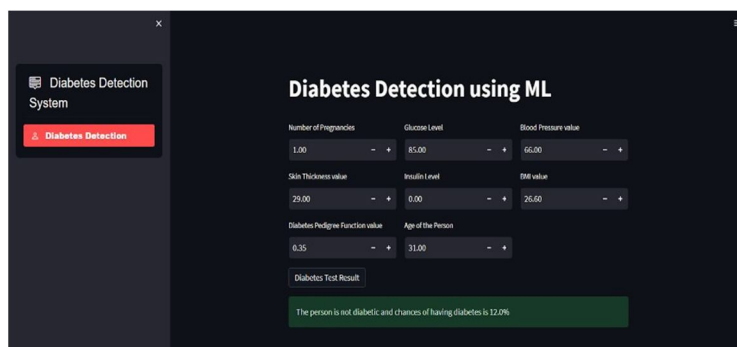 Diabetes Detection
System
Diabetes Detection
Diabetes Detection using ML
Number of Pregnancies Glucose Level Blood Pressure value
1.00 - + 85.00 - + 66.00 - +
Skin Thickness value Insulin Level BMI value
29.00 - + 0.00 - + 26.60 - +
Diabetes Pedigree Function value Age of the Person
0.35 - + 31.00 - +
Diabetes Test Result
The person is not diabetic and chances of having diabetes is 12.0%